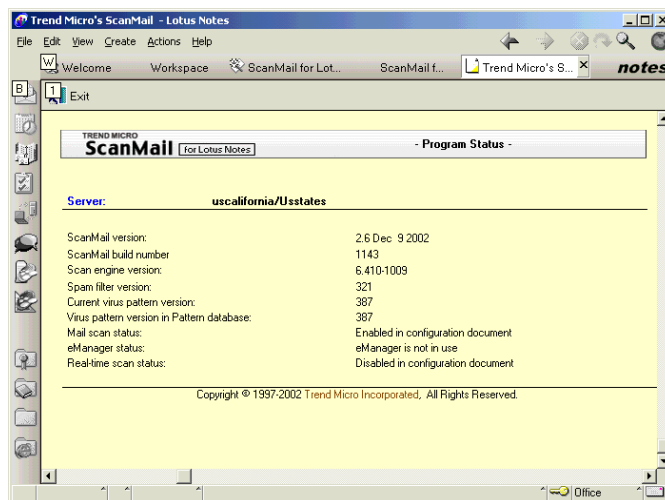 Trend Micro's ScanMail - Lotus Notes
File Edit View Create Actions Help
W Welcome Workspace ScanMail for Lot... ScanMail f... Trend Micro's S... notes
B 1 Exit
TREND MICRO
ScanMail for Lotus Notes - Program Status -
Server: uscalifornia/Usstates
ScanMail version: 2.6 Dec 9 2002
ScanMail build number 1143
Scan engine version: 6.410-1009
Spam filter version: 321
Current virus pattern version: 387
Virus pattern version in Pattern database: 387
Mail scan status: Enabled in configuration document
eManager status: eManager is not in use
Real-time scan status: Disabled in configuration document
Copyright © 1997-2002 Trend Micro Incorporated, All Rights Reserved.
Office